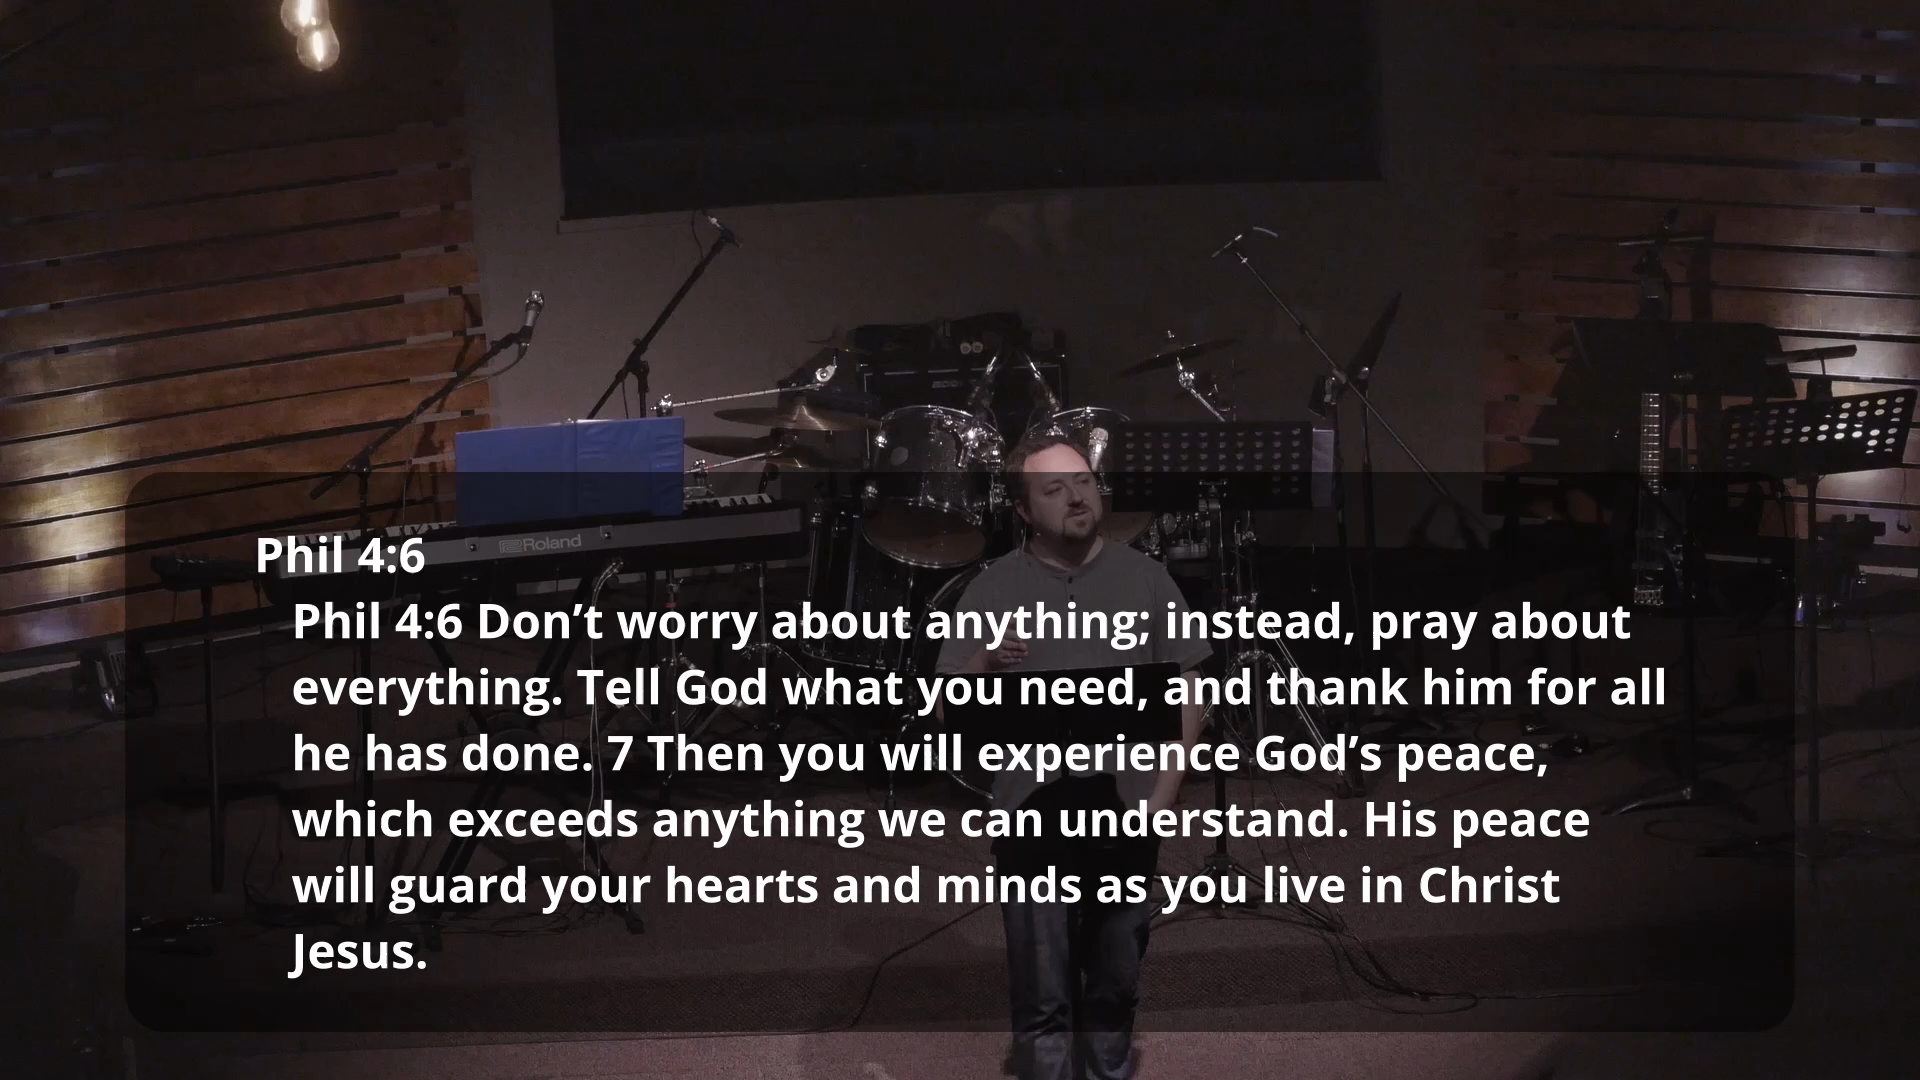 Roland
Phil 4:6
Phil 4:6 Don’t worry about anything; instead, pray about
everything. Tell God what you need, and thank him for all
he has done. 7 Then you will experience God’s peace,
which exceeds anything we can understand. His peace
will guard your hearts and minds as you live in Christ
Jesus.